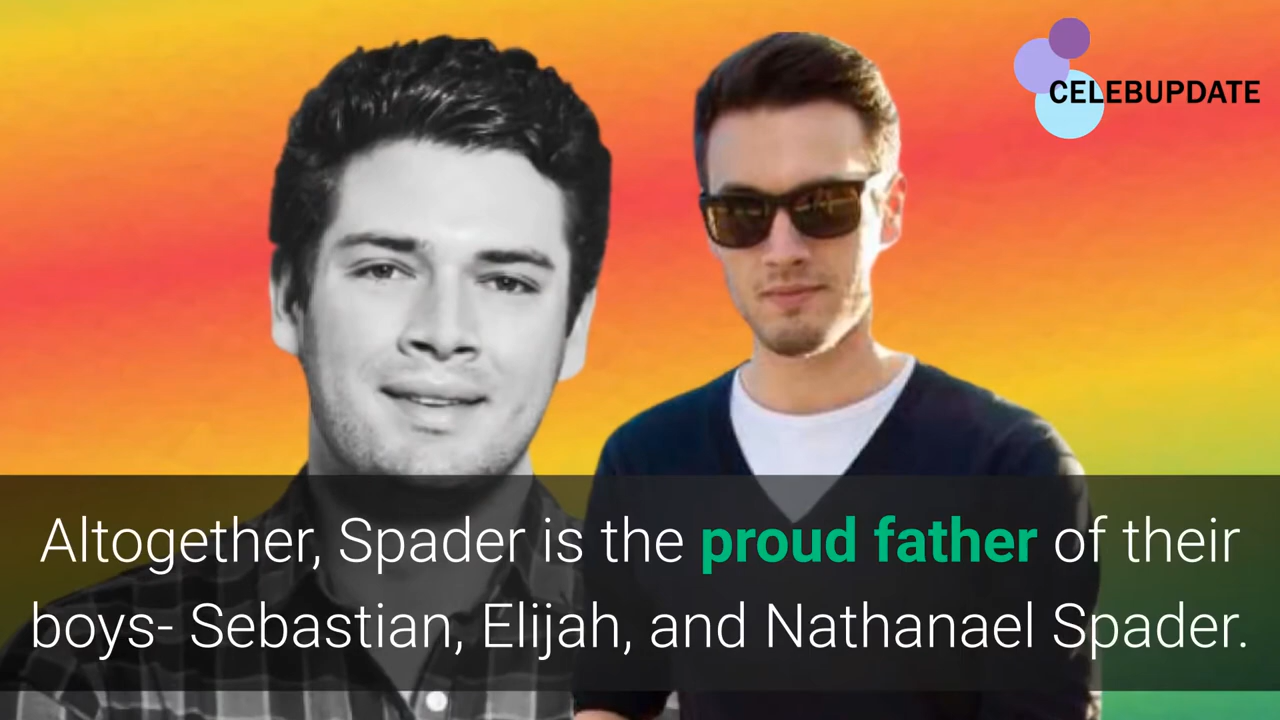 CELEBUPDATE
Altogether, Spader is the proud father of their
boys- Sebastian, Elijah, and Nathanael Spader.